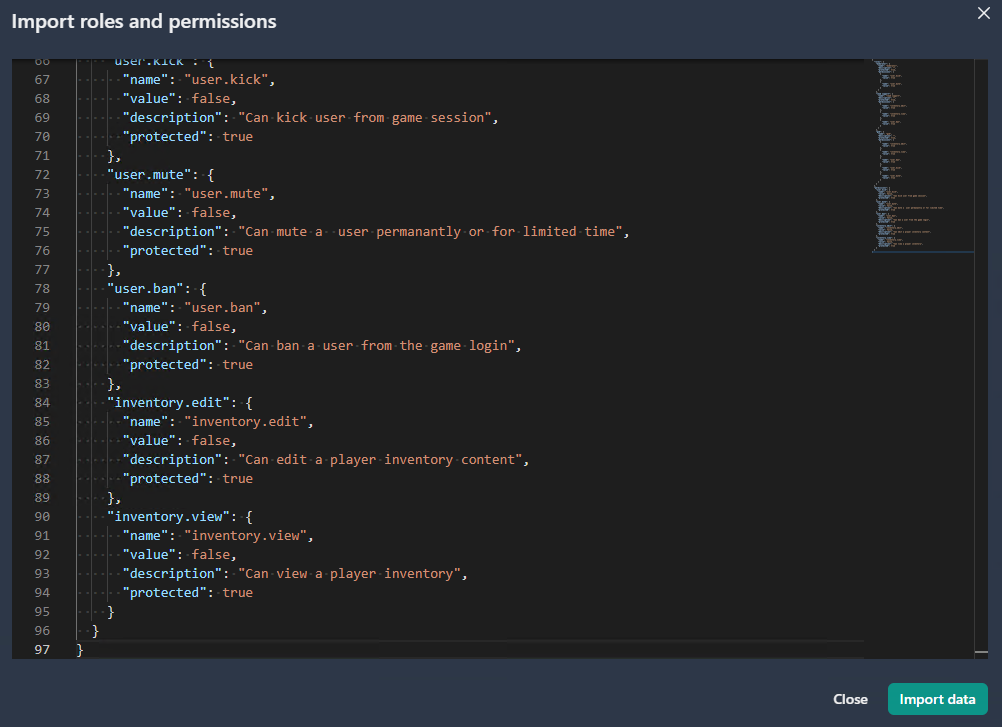 Import roles and permissions
66 "user.kick": {
67 "name": "user.kick",
68 "value": false,
69 "description": "Can kick user from game session",
70 "protected": true
71 },
72 "user.mute": {
73 "name": "user.mute",
74 "value": false,
75 "description": "Can mute a  user permanantly or for limited time",
76 "protected": true
77 },
78 "user.ban": {
79 "name": "user.ban",
80 "value": false,
81 "description": "Can ban a user from the game login",
82 "protected": true
83 },
84 "inventory.edit": {
85 "name": "inventory.edit",
86 "value": false,
87 "description": "Can edit a player inventory content",
88 "protected": true
89 },
90 "inventory.view": {
91 "name": "inventory.view",
92 "value": false,
93 "description": "Can view a player inventory",
94 "protected": true
95 }
96 }
97 }
Close Import data